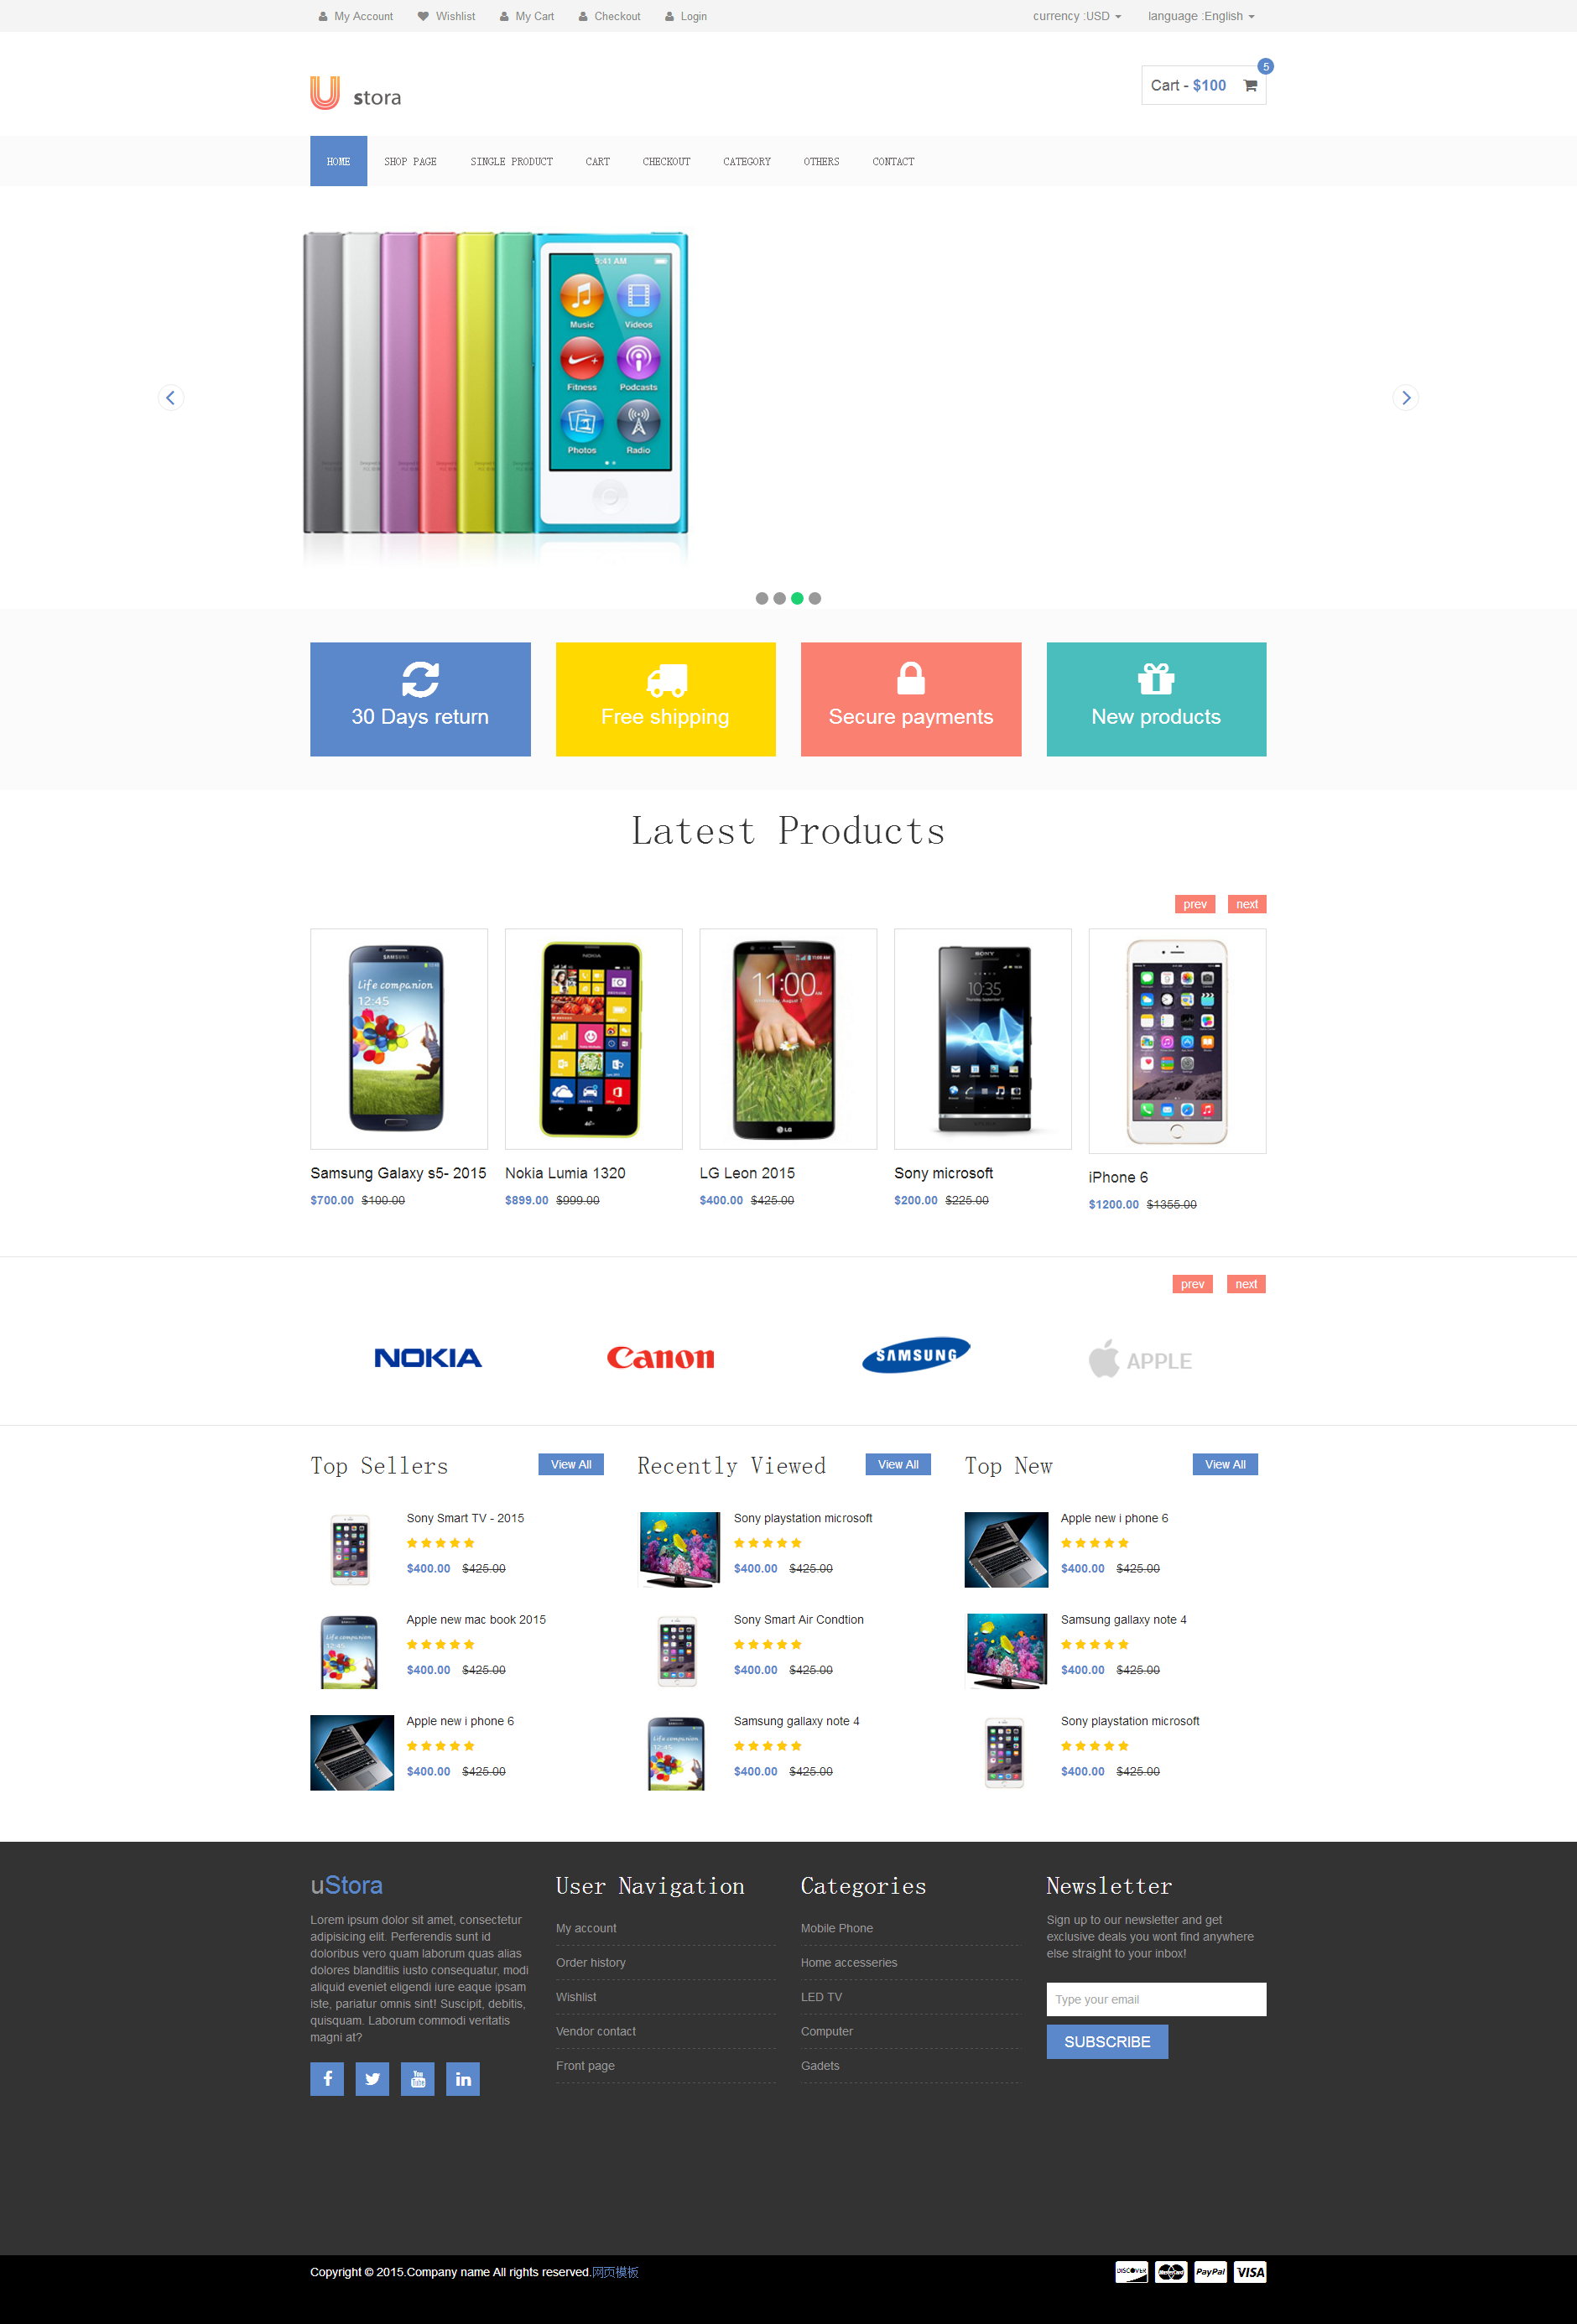 My Account Wishlist My Cart Checkout Login currency :USD language :English
U stora
Cart - $100
5
HOME SHOP PAGE SINGLE PRODUCT CART CHECKOUT CATEGORY OTHERS CONTACT
9:41 AM
Music Videos
Fitness Podcasts
Photos Radio
30 Days return Free shipping Secure payments New products
Latest Products
prev next
SAMSUNG
Life companion
12:45
NOKIA
11:00
LG
SONY
10:35
Samsung Galaxy s5- 2015 Nokia Lumia 1320 LG Leon 2015 Sony microsoft iPhone 6
$700.00 $100.00 $899.00 $999.00 $400.00 $425.00 $200.00 $225.00 $1200.00 $1355.00
prev next
NOKIA Canon SAMSUNG APPLE
Top Sellers View All Recently Viewed View All Top New View All
Sony Smart TV - 2015 Sony playstation microsoft Apple new i phone 6
$400.00 $425.00 $400.00 $425.00 $400.00 $425.00
Apple new mac book 2015 Sony Smart Air Condtion Samsung gallaxy note 4
$400.00 $425.00 $400.00 $425.00 $400.00 $425.00
Apple new i phone 6 Samsung gallaxy note 4 Sony playstation microsoft
$400.00 $425.00 $400.00 $425.00 $400.00 $425.00
uStora
Lorem ipsum dolor sit amet, consectetur
adipisicing elit. Perferendis sunt id
doloribus vero quam laborum quas alias
dolores blanditiis iusto consequatur, modi
aliquid eveniet eligendi iure eaque ipsam
iste, pariatur omnis sint! Suscipit, debitis,
quisquam. Laborum commodi veritatis
magni at?
User Navigation
My account
Order history
Wishlist
Vendor contact
Front page
Categories
Mobile Phone
Home accesseries
LED TV
Computer
Gadets
Newsletter
Sign up to our newsletter and get
exclusive deals you wont find anywhere
else straight to your inbox!
Type your email
SUBSCRIBE
Copyright © 2015.Company name All rights reserved.网页模板
DISCOVER MasterCard PayPal VISA